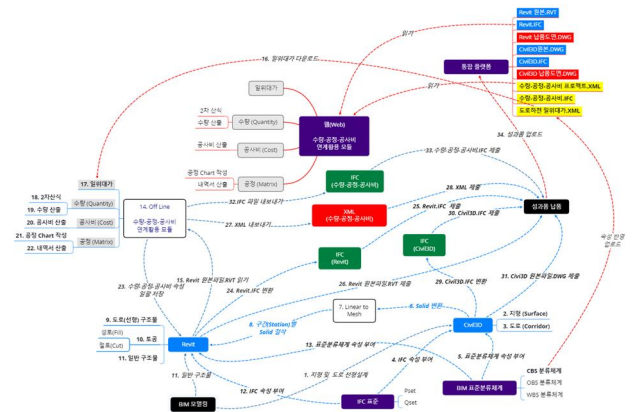 Revit 원본.RVT
Revit.IFC
Revit 납품도면.DWG
Civil3D원본.DWG
Civil3D.IFC
Civil3D 납품도면.DWG
수량-공정-공사비 프로젝트.XML
수량-공정-공사비.IFC
도로하천 일위대가.XML
통합 플랫폼
읽기
읽기
16. 일위대가 다운로드
일위대가
2차 산식
수량 산출
수량 (Quantity)
공사비 산출
공사비 (Cost)
공정 Chart 작성
내역서 산출
공정 (Matrix)
웹(Web)
수량-공정-공사비
연계활용 모듈
34. 성과품 업로드
33. 수량-공정-공사비.IFC 제출
17. 일위대가
18. 2차산식
19. 수량 산출
수량 (Quantity)
20. 공사비 산출
공사비 (Cost)
21. 공정 Chart 작성
22. 내역서 산출
공정 (Matrix)
14. Off Line
수량-공정-공사비
연계활용 모듈
IFC
(수량-공정-공사비)
32.IFC 파일 내보내기
28. XML 제출
XML
(수량-공정-공사비)
27. XML 내보내기
25. Revit.IFC 제출
30. Civil3D.IFC 제출
성과품 납품
IFC
(Revit)
IFC
(Civil3D)
15. Revit 원본파일.RVT 읽기
24. Revit.IFC 변환
23. 수량-공정-공사비 속성
일괄 저장
26. Revit 원본파일.RVT 제출
29. Civil3D.IFC 변환
31. Civil3D 원본파일.DWG 제출
7. Linear to
Mesh
6. Solid 변환
8. 구간(Station)별
Solid 결식
9. 도로(선형) 구조물
성토(Fill)
절토(Cut)
10. 토공
11. 일반 구조물
Revit
Civil3D
2. 지형 (Surface)
3. 도로 (Corridor)
13. 표준분류체계 속성 부여
11. 일반 구조물
1. 지형 및 도로 선형설계
4. IFC 속성 부여
5. 표준분류체계 속성 부여
12. IFC 속성 부여
BIM 모델링
IFC 표준
Pset
Qset
BIM 표준분류체계
CBS 분류체계
OBS 분류체계
WBS 분류체계
업로드